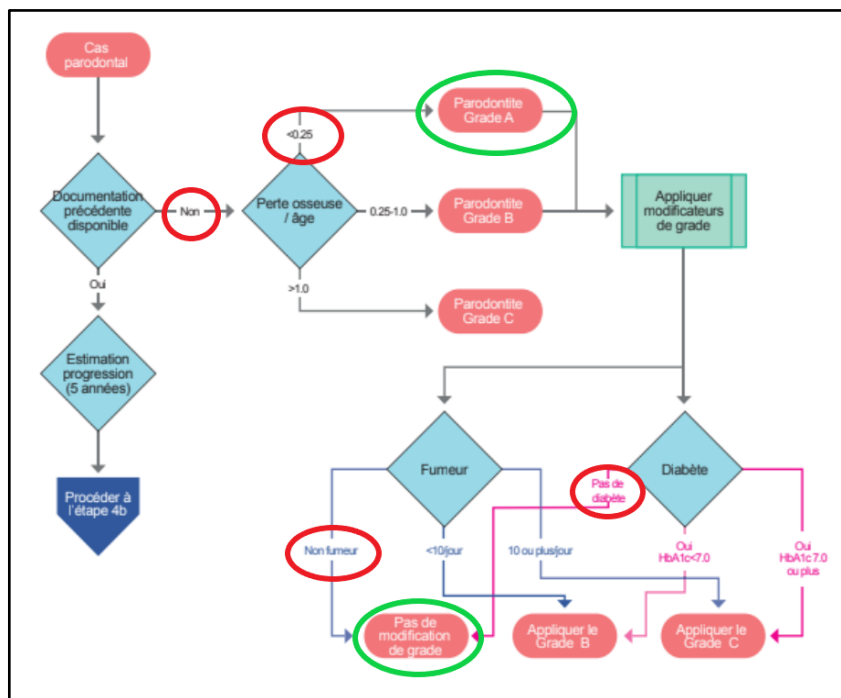 Cas
parodontal
Documentation
précédente
disponible
Non
Oui
Perte osseuse
/ âge
<0.25
0.25-1.0
>1.0
Parodontite
Grade A
Parodontite
Grade B
Parodontite
Grade C
Appliquer
modificateurs
de grade
Estimation
progression
(5 années)
Procéder à
l'étape 4b
Fumeur
Diabète
Pas de
diabète
Non fumeur
<10/jour
10 ou plus/jour
Oui
HbA1c<7.0
Oui
HbA1c 7.0
ou plus
Pas de
modification
de grade
Appliquer le
Grade B
Appliquer le
Grade C